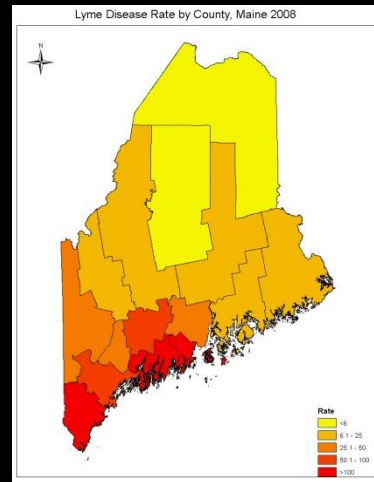 Lyme Disease Rate by County, Maine 2008
N
Rate
<6
6.1 - 25
25.1 - 50
50.1 - 100
>100